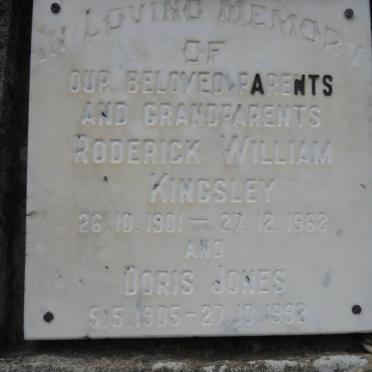 IN LOVING MEMORY
OF
OUR BELOVED PARENTS
AND GRANDPARENTS
RODERICK WILLIAM
KINGSLEY
26.10.1901 — 27.12.1968
AND
DORIS JONES
5.5.1905 - 27.10.1992